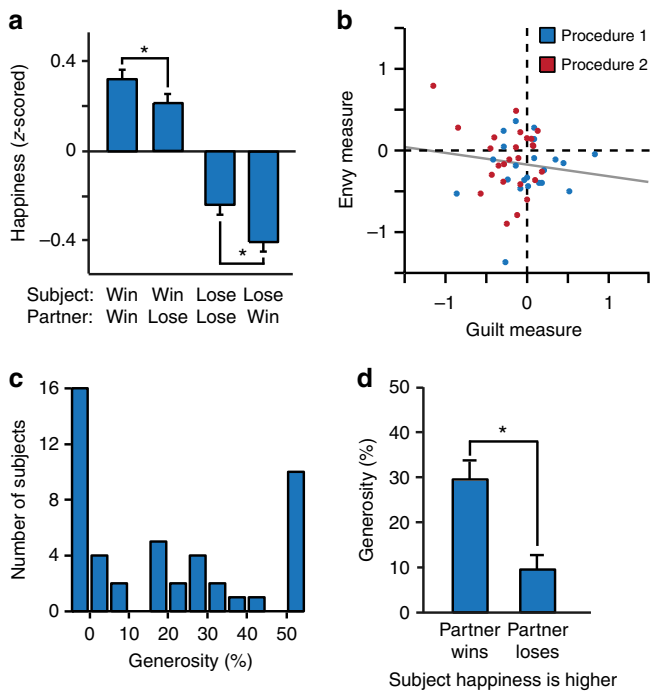 a
Happiness (z-scored)
0.4
0
–0.4
*
*
Subject: Win Win Lose Lose
Partner: Win Lose Lose Win
b
Procedure 1
Procedure 2
Envy measure
1
0
–1
–1 0 1
Guilt measure
c
Number of subjects
16
12
8
4
0
0 10 20 30 40 50
Generosity (%)
d
Generosity (%)
50
40
30
20
10
0
*
Partner wins
Partner loses
Subject happiness is higher